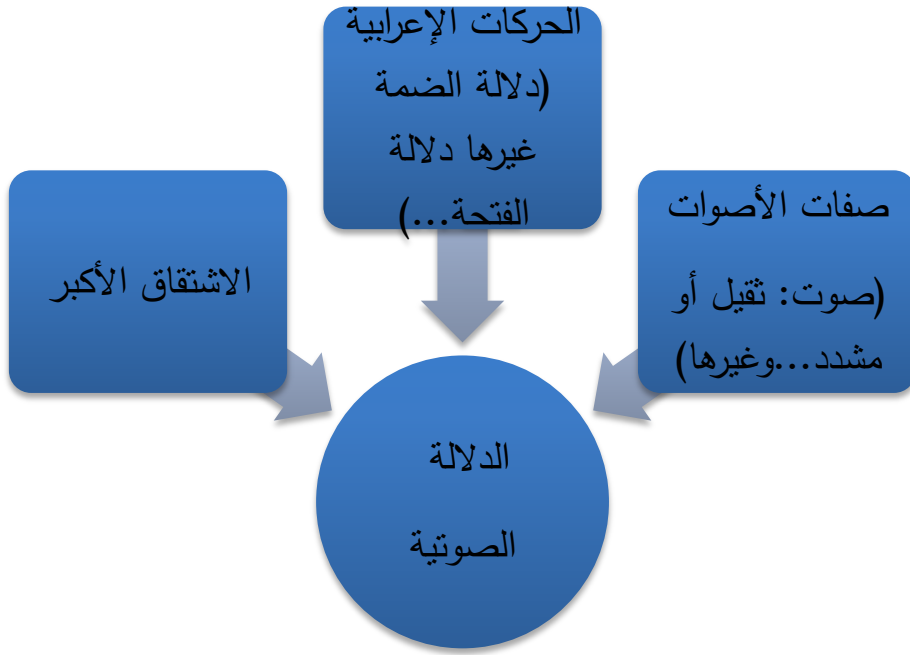 الحركات الإعرابية
(دلالة الضمة
غيرها دلالة
الفتحة...)
صفات الأصوات
(صوت: ثقيل أو
مشدد...وغيرها)
الاشتقاق الأكبر
الدلالة
الصوتية